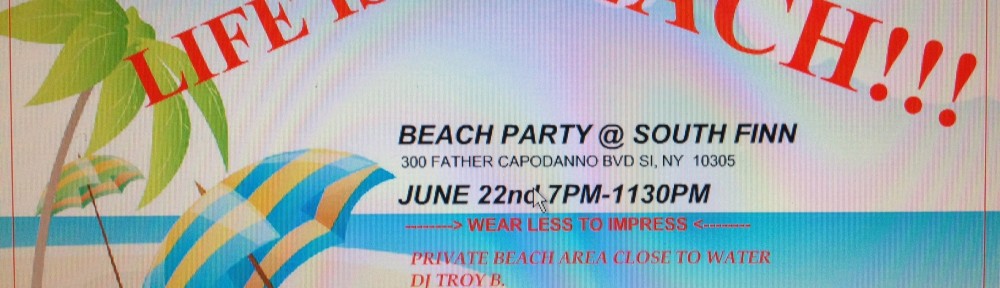 LIFE IS EACH!!!
BEACH PARTY @ SOUTH FINN
300 FATHER CAPODANNO BVD SI, NY 10305
JUNE 22nd 7PM-1130PM
--------> WEAR LESS TO IMPRESS <--------
PRIVATE BEACH AREA CLOSE TO WATER
DJ TROY B.